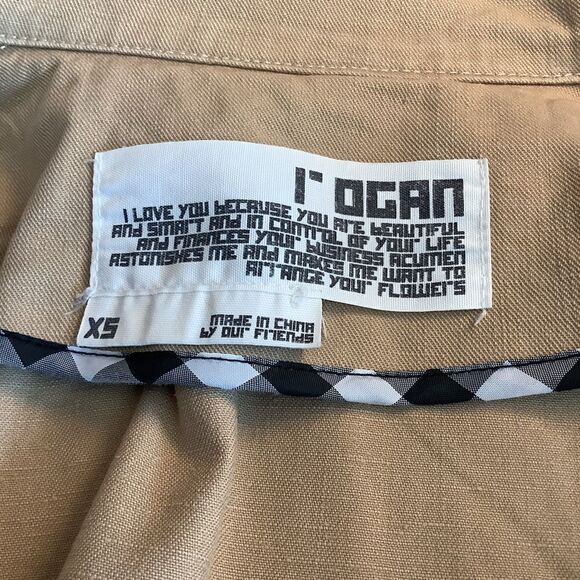 rogan
I LOVE YOU BECAUSE YOU ARE BEAUTIFUL
AND SMART AND IN CONTROL OF YOUR LIFE
AND FINANCES YOUR BUSINESS ACUMEN
ASTONISHES ME AND MAKES ME WANT TO
ARRANGE YOUR FLOWERS
XS
MADE IN CHINA
by OUR FRIENDS